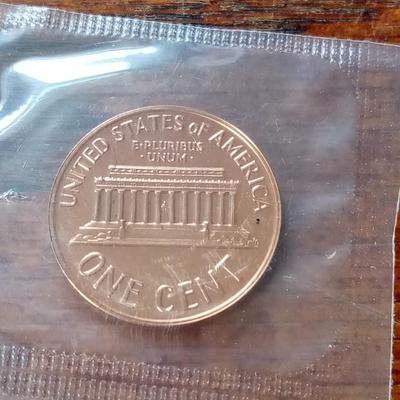 UNITED STATES OF AMERICA
E·PLURIBUS
·UNUM·
ONE CENT